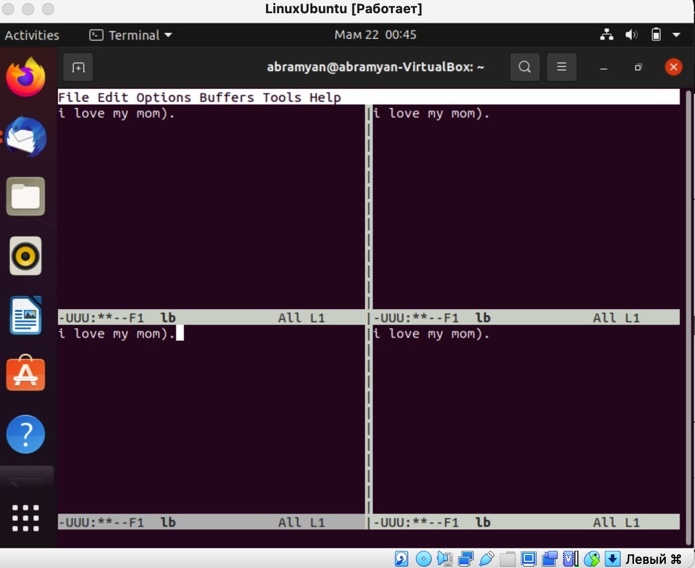 LinuxUbuntu [Работает]
Activities Terminal Мам 22 00:45
abramyan@abramyan-VirtualBox: ~
File Edit Options Buffers Tools Help
i love my mom). |i love my mom).
-UUU:**--F1 lb All L1 |-UUU:**--F1 lb All L1
i love my mom). |i love my mom).
-UUU:**--F1 lb All L1 |-UUU:**--F1 lb All L1
Левый ⌘